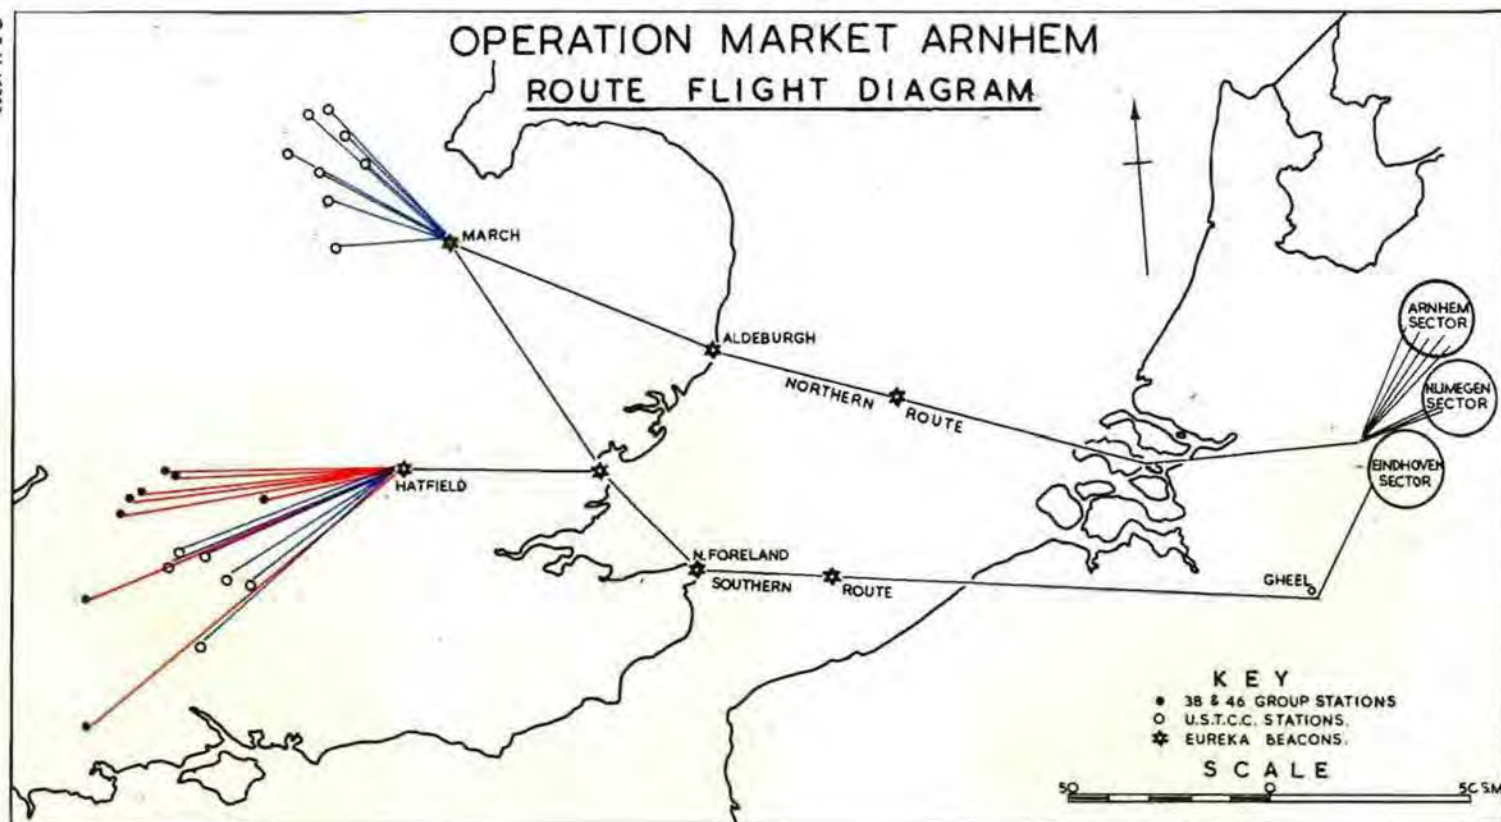 OPERATION MARKET ARNHEM
ROUTE FLIGHT DIAGRAM
MARCH
ALDEBURGH
NORTHERN ROUTE
ARNHEM
SECTOR
NIJMEGEN
SECTOR
EINDHOVEN
SECTOR
HATFIELD
N. FORELAND
SOUTHERN ROUTE
GHEEL
KEY
38 & 46 GROUP STATIONS
U.S.T.C.C. STATIONS.
EUREKA BEACONS.
SCALE
50 0 50 S.M.